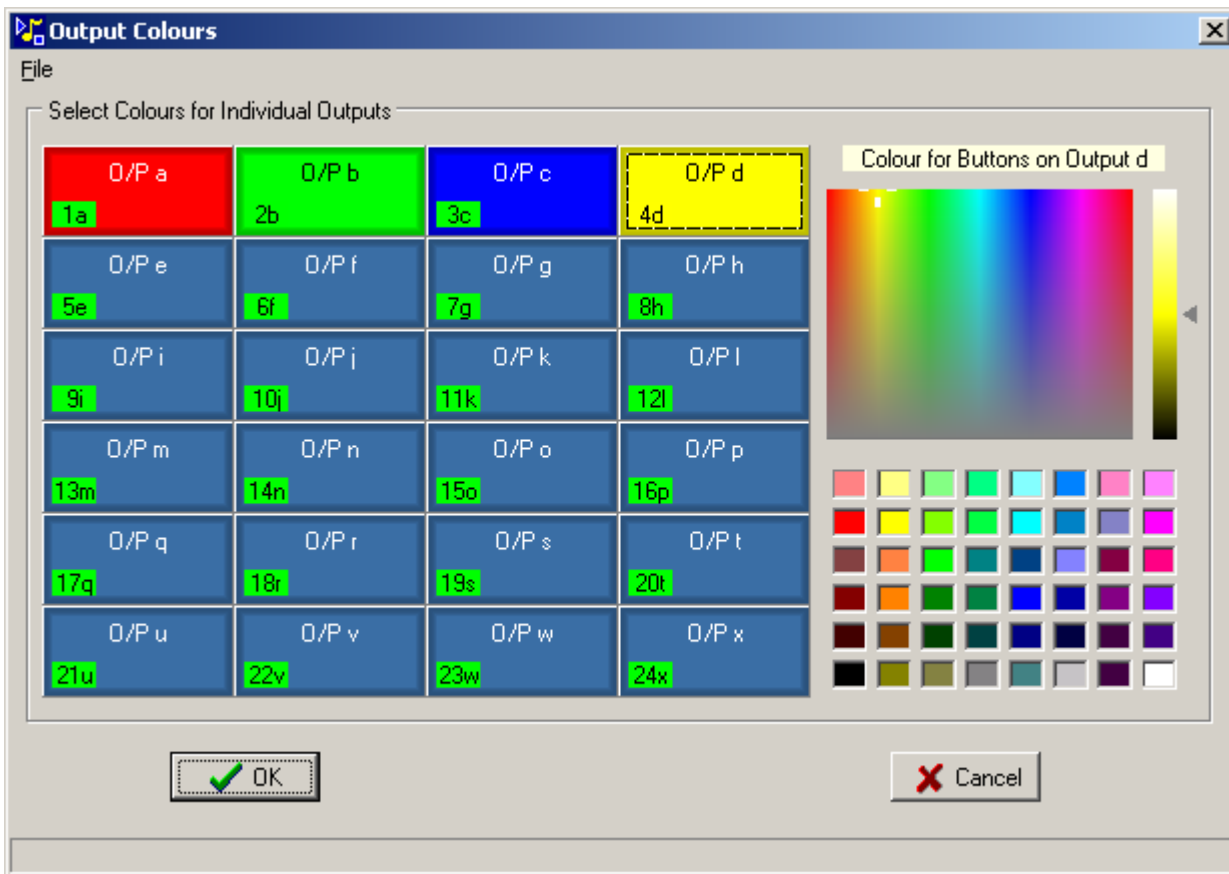 Output Colours
File
Select Colours for Individual Outputs
O/P a O/P b O/P c O/P d
1a 2b 3c 4d
O/P e O/P f O/P g O/P h
5e 6f 7g 8h
O/P i O/P j O/P k O/P l
9i 10j 11k 12l
O/P m O/P n O/P o O/P p
13m 14n 15o 16p
O/P q O/P r O/P s O/P t
17q 18r 19s 20t
O/P u O/P v O/P w O/P x
21u 22v 23w 24x
Colour for Buttons on Output d
OK
Cancel